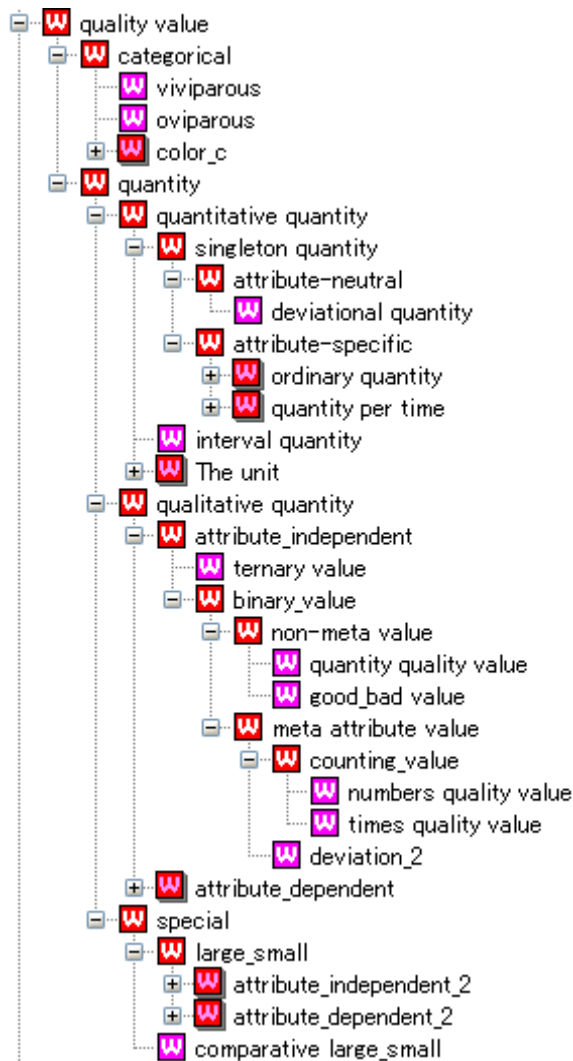 quality value
categorical
viviparous
oviparous
color_c
quantity
quantitative quantity
singleton quantity
attribute-neutral
deviational quantity
attribute-specific
ordinary quantity
quantity per time
interval quantity
The unit
qualitative quantity
attribute_independent
ternary value
binary_value
non-meta value
quantity quality value
good_bad value
meta attribute value
counting_value
numbers quality value
times quality value
deviation_2
attribute_dependent
special
large_small
attribute_independent_2
attribute_dependent_2
comparative large_small